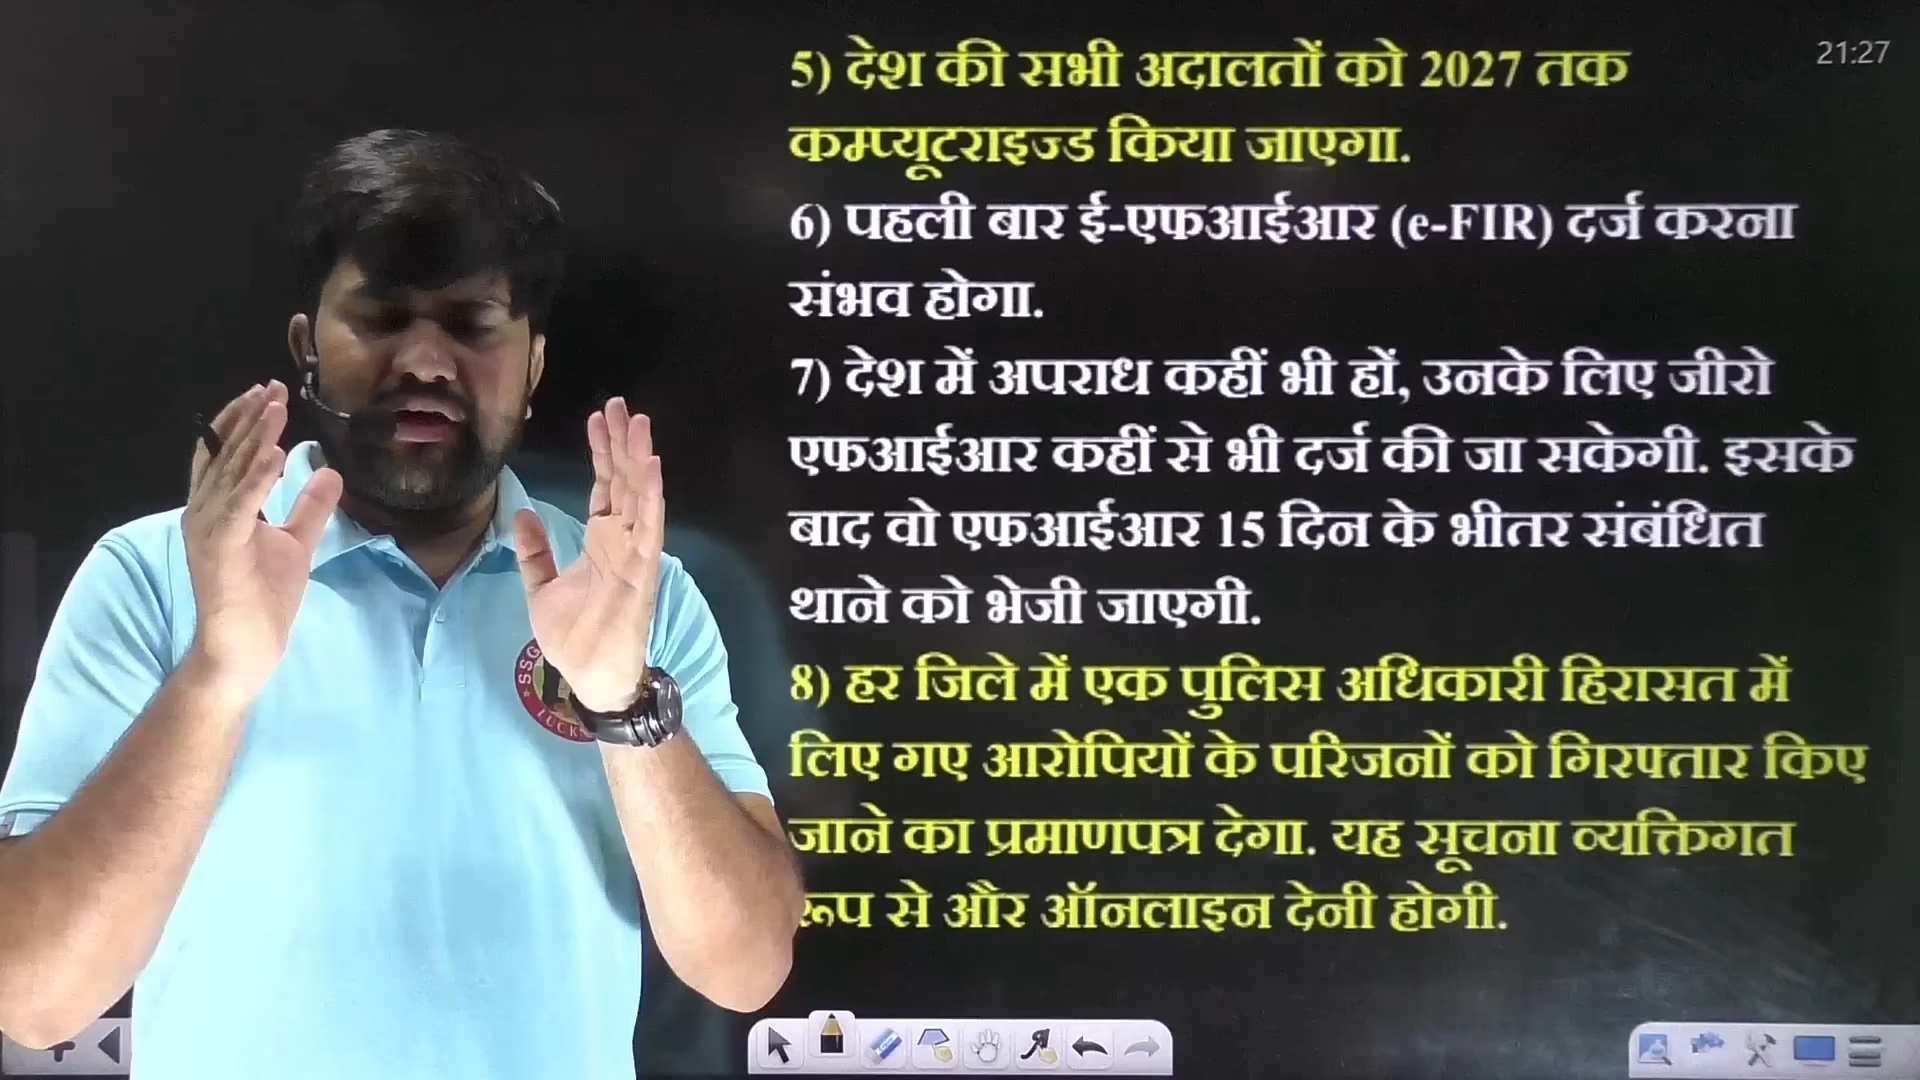 21:27
5) देश की सभी अदालतों को 2027 तक
कम्प्यूटराइज्ड किया जाएगा.
6) पहली बार ई-एफआईआर (e-FIR) दर्ज करना
संभव होगा.
7) देश में अपराध कहीं भी हों, उनके लिए जीरो
एफआईआर कहीं से भी दर्ज की जा सकेगी. इसके
बाद वो एफआईआर 15 दिन के भीतर संबंधित
थाने को भेजी जाएगी.
8) हर जिले में एक पुलिस अधिकारी हिरासत में
लिए गए आरोपियों के परिजनों को गिरफ्तार किए
जाने का प्रमाणपत्र देगा. यह सूचना व्यक्तिगत
रूप से और ऑनलाइन देनी होगी.
SSG